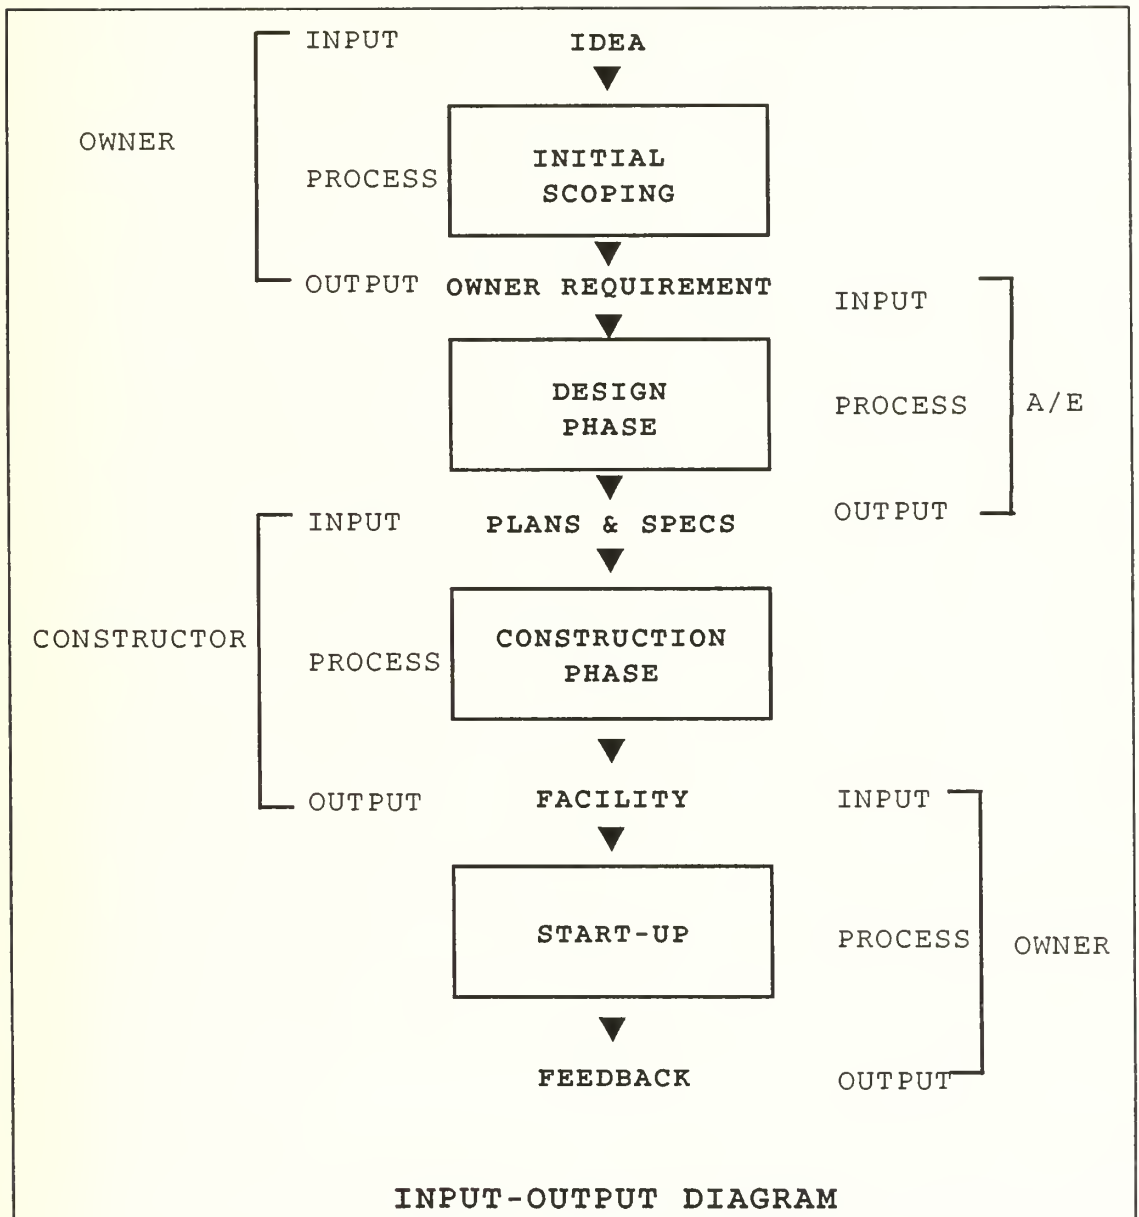 INPUT IDEA
OWNER
INITIAL
PROCESS SCOPING
OUTPUT OWNER REQUIREMENT
INPUT
DESIGN
PROCESS A/E
PHASE
OUTPUT
INPUT PLANS & SPECS
CONSTRUCTOR CONSTRUCTION
PROCESS PHASE
OUTPUT FACILITY INPUT
START-UP PROCESS OWNER
FEEDBACK OUTPUT
INPUT-OUTPUT DIAGRAM